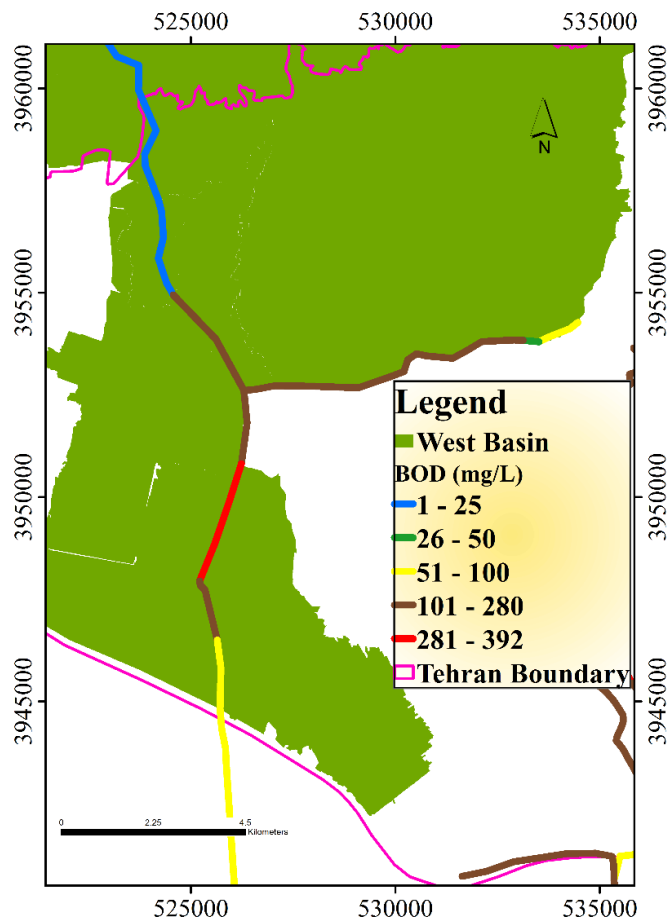 525000 530000 535000
3960000 3960000
N
3955000 3955000
Legend
West Basin
BOD (mg/L)
1 - 25
26 - 50
51 - 100
101 - 280
281 - 392
Tehran Boundary
3950000 3950000
3945000 3945000
0 2.25 4.5
Kilometers
525000 530000 535000